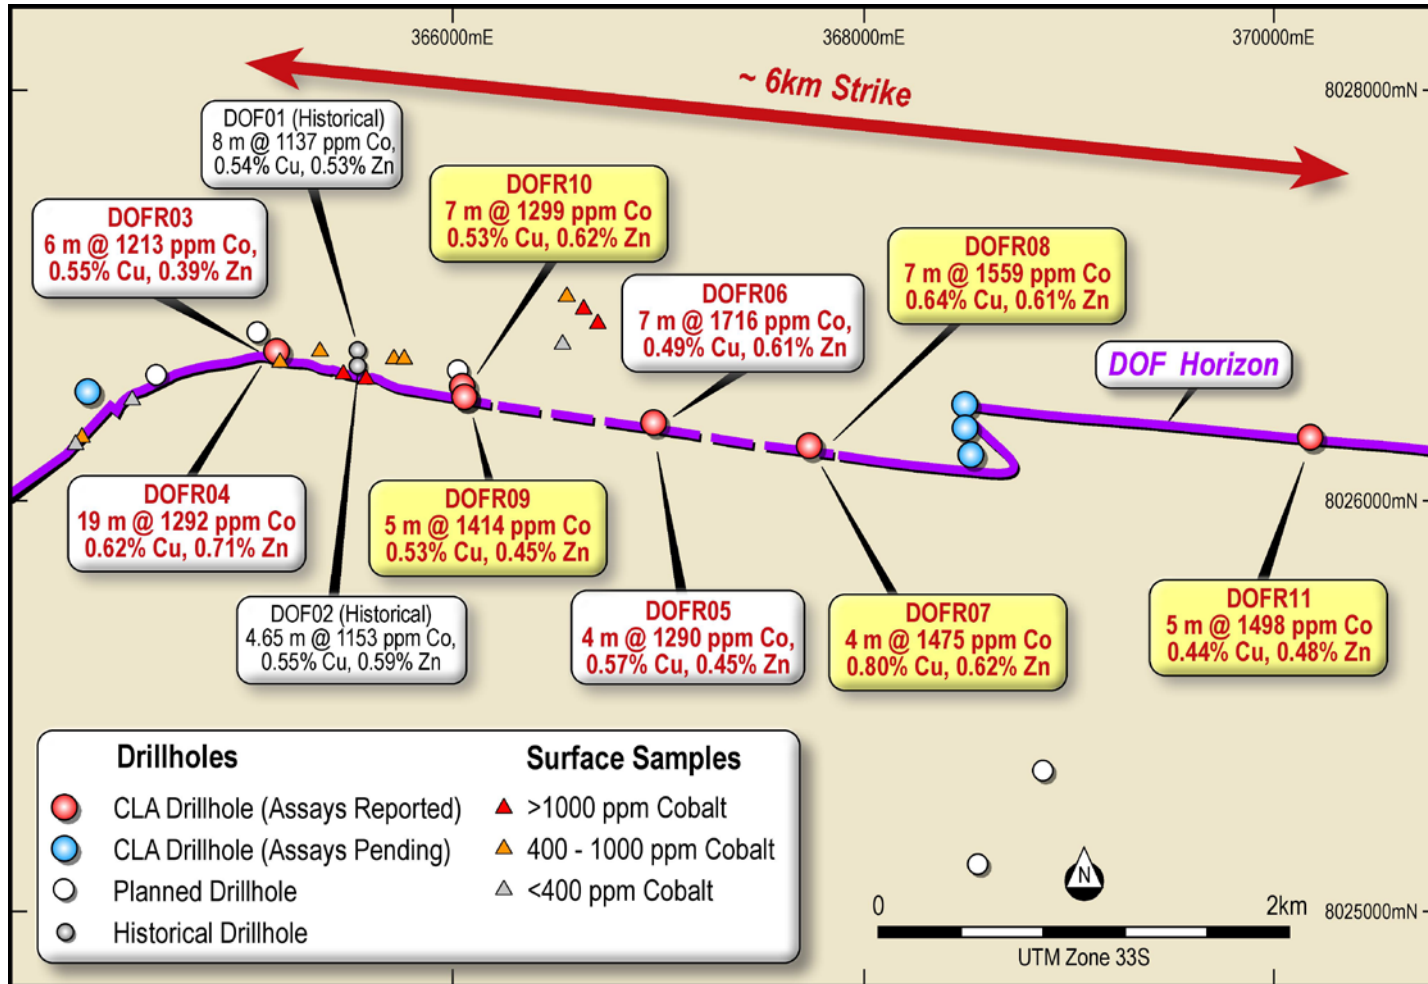 366000mE
368000mE
370000mE
~ 6km Strike
8028000mN
DOF01 (Historical)
8 m @ 1137 ppm Co,
0.54% Cu, 0.53% Zn
DOFR10
7 m @ 1299 ppm Co
0.53% Cu, 0.62% Zn
DOFR03
6 m @ 1213 ppm Co,
0.55% Cu, 0.39% Zn
DOFR08
7 m @ 1559 ppm Co
0.64% Cu, 0.61% Zn
DOFR06
7 m @ 1716 ppm Co,
0.49% Cu, 0.61% Zn
DOF Horizon
DOFR04
19 m @ 1292 ppm Co
0.62% Cu, 0.71% Zn
DOFR09
5 m @ 1414 ppm Co
0.53% Cu, 0.45% Zn
8026000mN
DOF02 (Historical)
4.65 m @ 1153 ppm Co,
0.55% Cu, 0.59% Zn
DOFR05
4 m @ 1290 ppm Co,
0.57% Cu, 0.45% Zn
DOFR07
4 m @ 1475 ppm Co
0.80% Cu, 0.62% Zn
DOFR11
5 m @ 1498 ppm Co
0.44% Cu, 0.48% Zn
Drillholes
CLA Drillhole (Assays Reported)
CLA Drillhole (Assays Pending)
Planned Drillhole
Historical Drillhole
Surface Samples
>1000 ppm Cobalt
400 - 1000 ppm Cobalt
<400 ppm Cobalt
N
0
2km
8025000mN
UTM Zone 33S